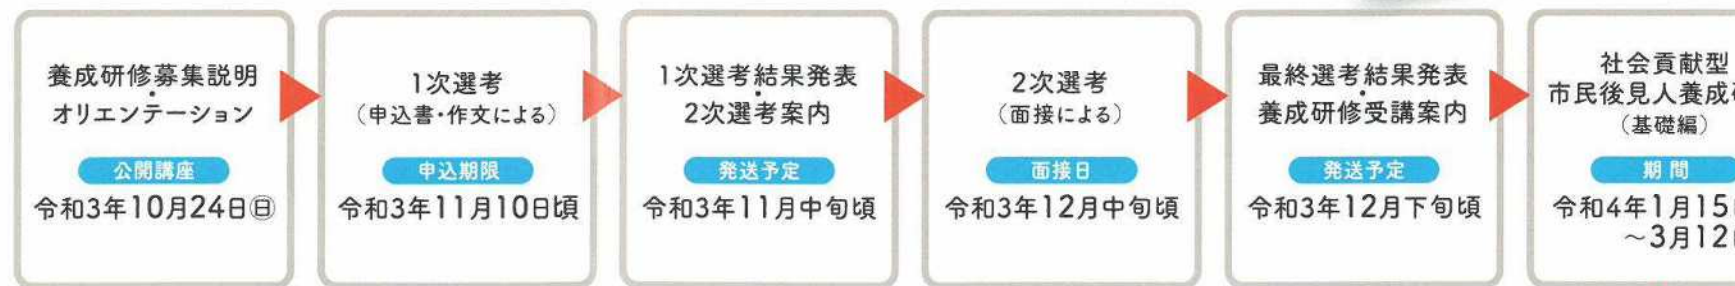 養成研修募集説明
・
オリエンテーション
公開講座
令和3年10月24日㊐
1次選考
(申込書・作文による)
申込期限
令和3年11月10日頃
1次選考結果発表
・
2次選考案内
発送予定
令和3年11月中旬頃
2次選考
(面接による)
面接日
令和3年12月中旬頃
最終選考結果発表
・
養成研修受講案内
発送予定
令和3年12月下旬頃
社会貢献型
市民後見人養成
(基礎編)
期間
令和4年1月15
~3月12